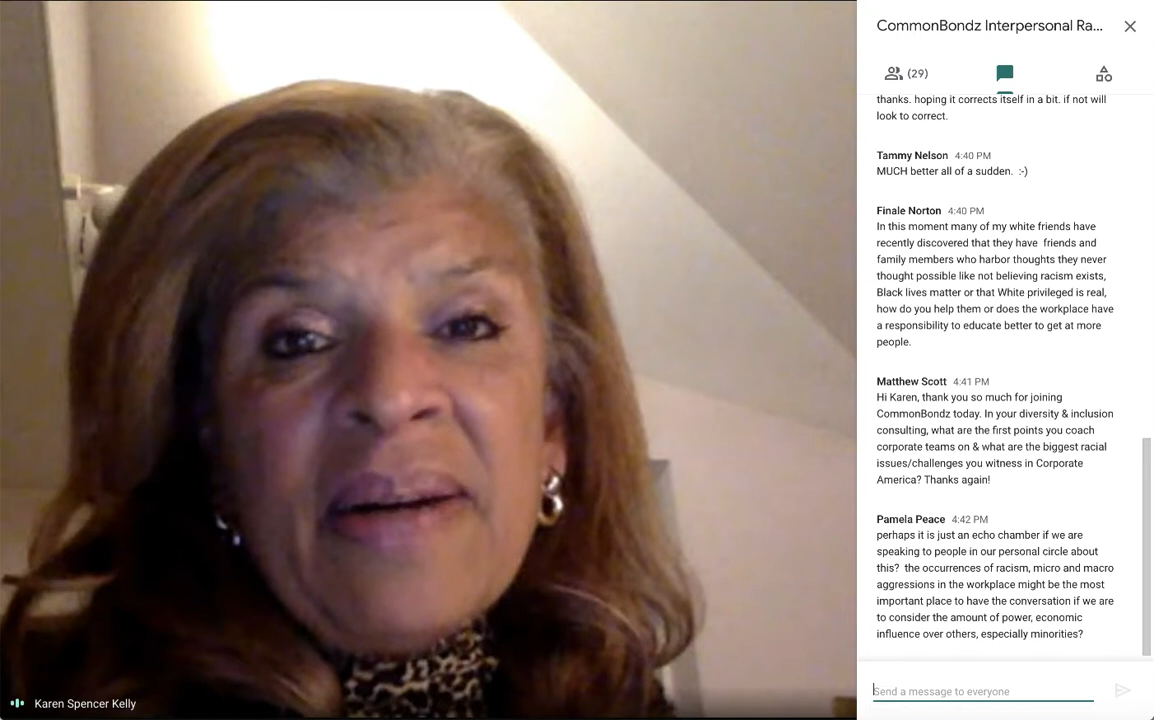 CommonBondz Interpersonal Ra...
(29)
thanks. hoping it corrects itself in a bit. if not will
look to correct.
Tammy Nelson 4:40 PM
MUCH better all of a sudden. :-)
Finale Norton 4:40 PM
In this moment many of my white friends have
recently discovered that they have friends and
family members who harbor thoughts they never
thought possible like not believing racism exists,
Black lives matter or that White privileged is real,
how do you help them or does the workplace have
a responsibility to educate better to get at more
people.
Matthew Scott 4:41 PM
Hi Karen, thank you so much for joining
CommonBondz today. In your diversity & inclusion
consulting, what are the first points you coach
corporate teams on & what are the biggest racial
issues/challenges you witness in Corporate
America? Thanks again!
Pamela Peace 4:42 PM
perhaps it is just an echo chamber if we are
speaking to people in our personal circle about
this? the occurrences of racism, micro and macro
aggressions in the workplace might be the most
important place to have the conversation if we are
to consider the amount of power, economic
influence over others, especially minorities?
Send a message to everyone
Karen Spencer Kelly